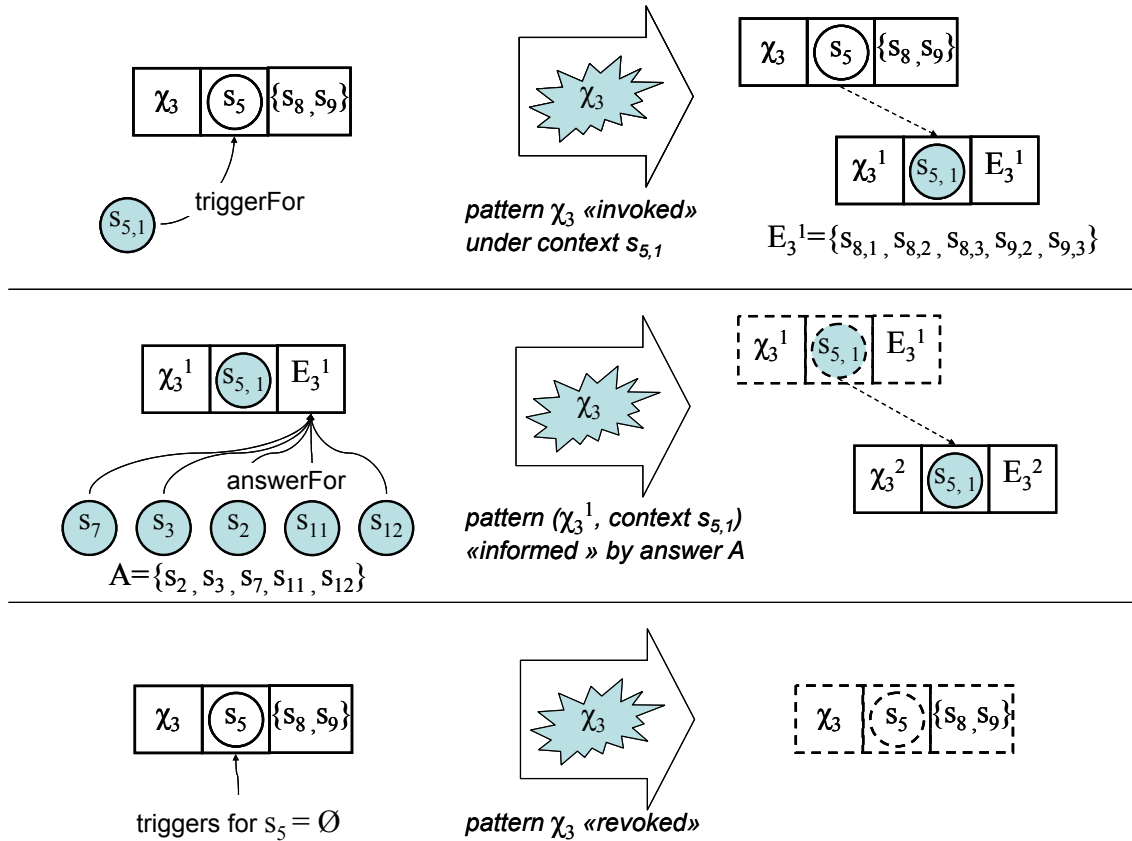 χ₃ s₅ {s₈ ,s₉}
triggerFor
s₅,₁
χ₃
pattern χ₃ «invoked»
under context s₅,₁
χ₃ s₅ {s₈ ,s₉}
χ₃¹ s₅, ₁ E₃¹
E₃¹={s₈,₁ , s₈,₂ , s₈,₃, s₉,₂ , s₉,₃}
χ₃¹ s₅, ₁ E₃¹
answerFor
s₇ s₃ s₂ s₁₁ s₁₂
A={s₂ , s₃ , s₇, s₁₁ , s₁₂}
χ₃
pattern (χ₃¹, context s₅,₁)
«informed » by answer A
χ₃¹ s₅, ₁ E₃¹
χ₃² s₅, ₁ E₃²
χ₃ s₅ {s₈ ,s₉}
triggers for s₅ = Ø
χ₃
pattern χ₃ «revoked»
χ₃ s₅ {s₈ ,s₉}